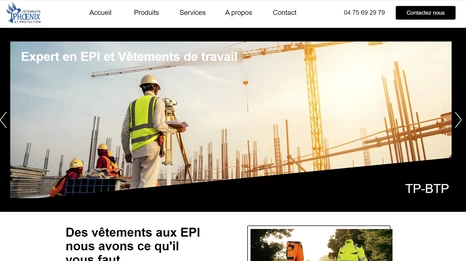 VÊTEMENTS
PHOENIX
ET PROTECTION
Accueil
Produits
Services
A propos
Contact
04 75 69 29 79
Contactez nous
Expert en EPI et Vêtements de travail
TP-BTP
Des vêtements aux EPI
nous avons ce qu'il
vous faut